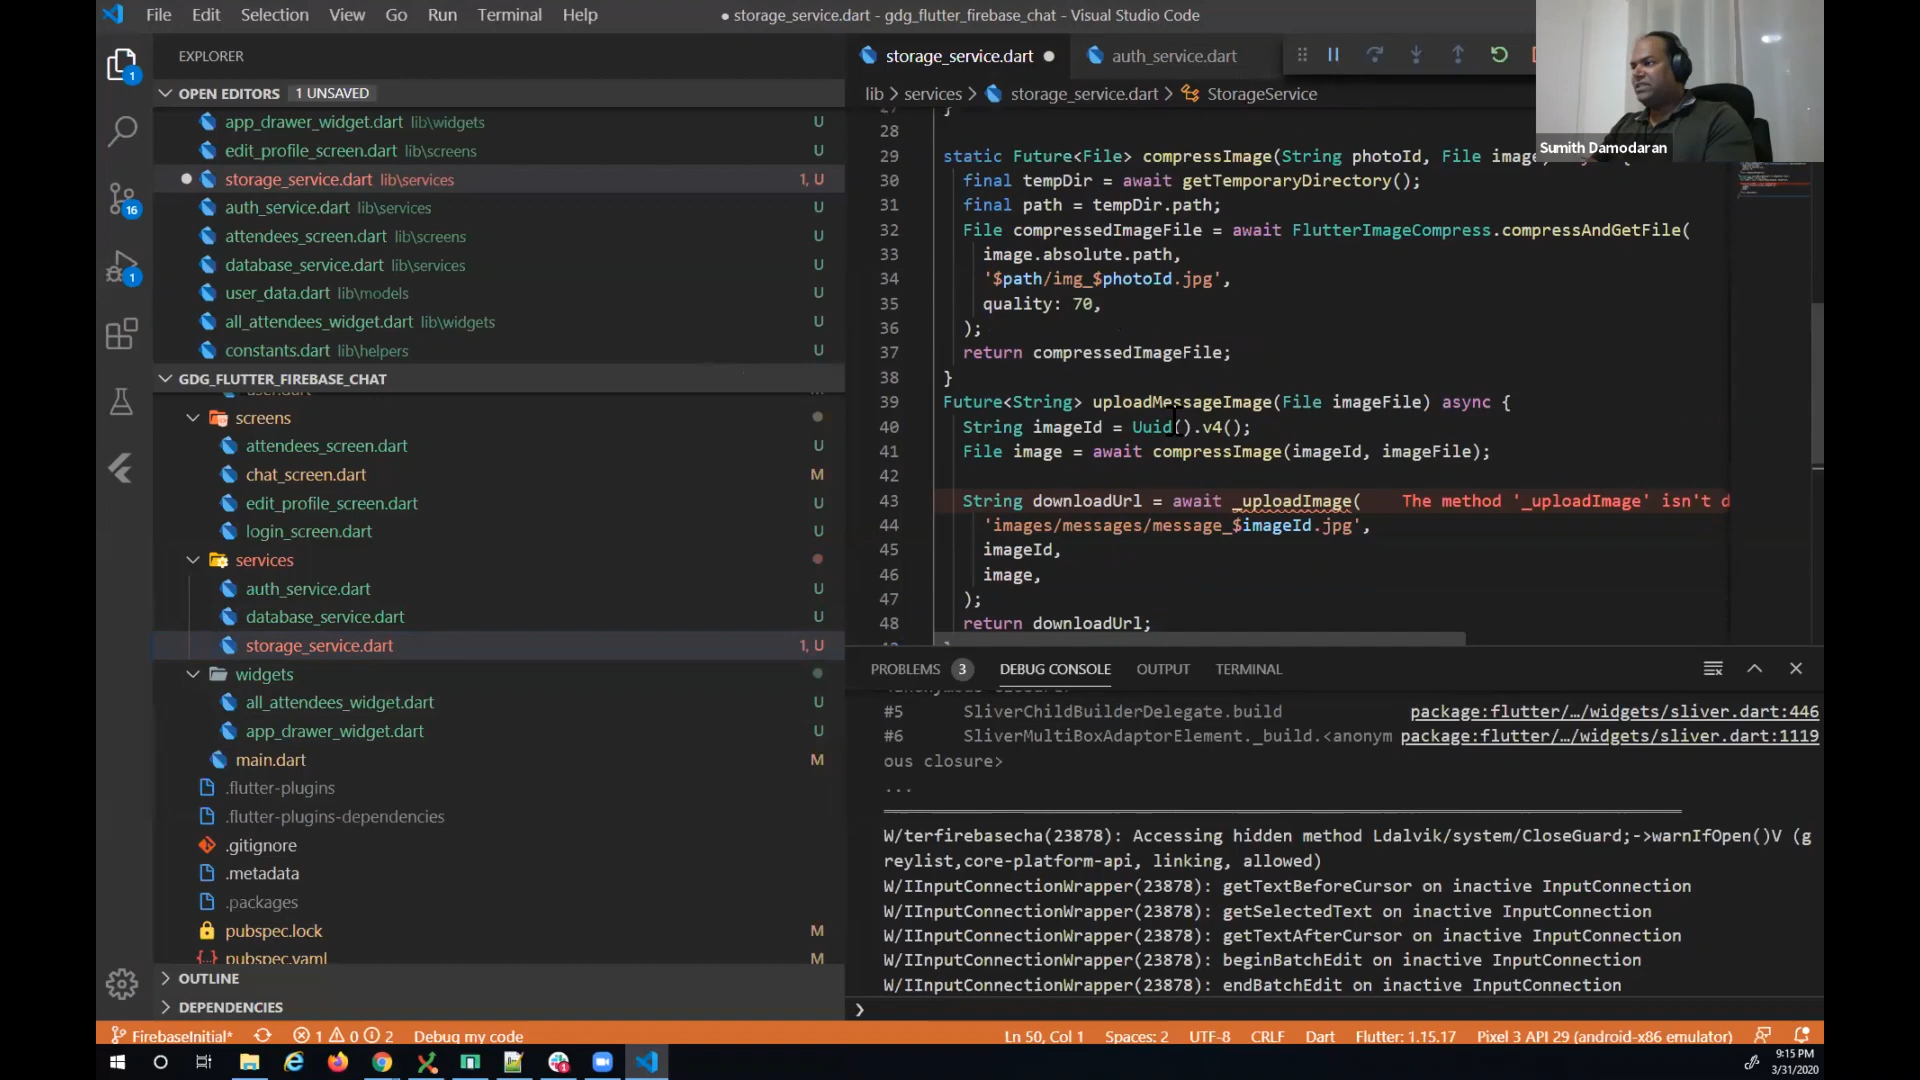 File Edit Selection View Go Run Terminal Help
● storage_service.dart - gdg_flutter_firebase_chat - Visual Studio Code
Sumith Damodaran
EXPLORER
OPEN EDITORS 1 UNSAVED
app_drawer_widget.dart lib\widgets U
edit_profile_screen.dart lib\screens U
storage_service.dart lib\services 1, U
auth_service.dart lib\services U
attendees_screen.dart lib\screens U
database_service.dart lib\services U
user_data.dart lib\models U
all_attendees_widget.dart lib\widgets U
constants.dart lib\helpers U
GDG_FLUTTER_FIREBASE_CHAT
screens
attendees_screen.dart U
chat_screen.dart M
edit_profile_screen.dart U
login_screen.dart U
services
auth_service.dart U
database_service.dart U
storage_service.dart 1, U
widgets
all_attendees_widget.dart U
app_drawer_widget.dart U
main.dart M
.flutter-plugins
.flutter-plugins-dependencies
.gitignore
.metadata
.packages
pubspec.lock M
pubspec.yaml M
OUTLINE
DEPENDENCIES
1
16
1
storage_service.dart ● auth_service.dart
lib > services > storage_service.dart > StorageService
27 }
28
29 static Future<File> compressImage(String photoId, File image) {
30 final tempDir = await getTemporaryDirectory();
31 final path = tempDir.path;
32 File compressedImageFile = await FlutterImageCompress.compressAndGetFile(
33 image.absolute.path,
34 '$path/img_$photoId.jpg',
35 quality: 70,
36 );
37 return compressedImageFile;
38 }
39 Future<String> uploadMessageImage(File imageFile) async {
40 String imageId = Uuid().v4();
41 File image = await compressImage(imageId, imageFile);
42
43 String downloadUrl = await _uploadImage( The method '_uploadImage' isn't d
44 'images/messages/message_$imageId.jpg',
45 imageId,
46 image,
47 );
48 return downloadUrl;
PROBLEMS 3 DEBUG CONSOLE OUTPUT TERMINAL
#5 SliverChildBuilderDelegate.build package:flutter/…/widgets/sliver.dart:446
#6 SliverMultiBoxAdaptorElement._build.<anonym package:flutter/…/widgets/sliver.dart:1119
ous closure>
...
W/terfirebasecha(23878): Accessing hidden method Ldalvik/system/CloseGuard;->warnIfOpen()V (g
reylist,core-platform-api, linking, allowed)
W/IInputConnectionWrapper(23878): getTextBeforeCursor on inactive InputConnection
W/IInputConnectionWrapper(23878): getSelectedText on inactive InputConnection
W/IInputConnectionWrapper(23878): getTextAfterCursor on inactive InputConnection
W/IInputConnectionWrapper(23878): beginBatchEdit on inactive InputConnection
W/IInputConnectionWrapper(23878): endBatchEdit on inactive InputConnection
FirebaseInitial* 1 0 2 Debug my code Ln 50, Col 1 Spaces: 2 UTF-8 CRLF Dart Flutter: 1.15.17 Pixel 3 API 29 (android-x86 emulator)
9:15 PM
3/31/2020